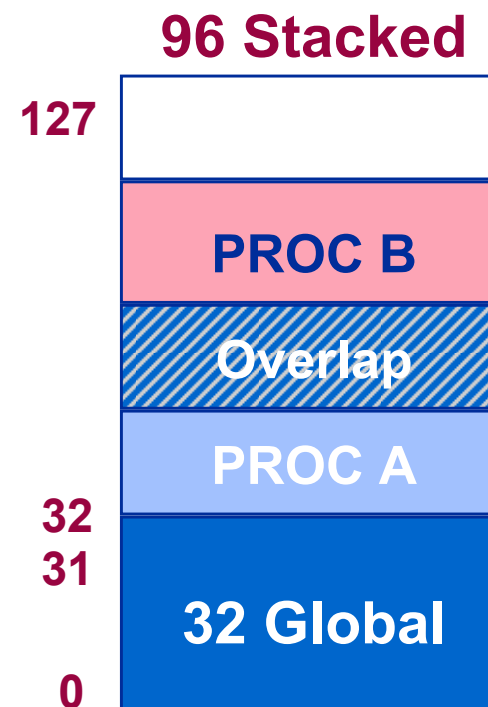 96 Stacked
127
PROC B
Overlap
PROC A
32
31
32 Global
0